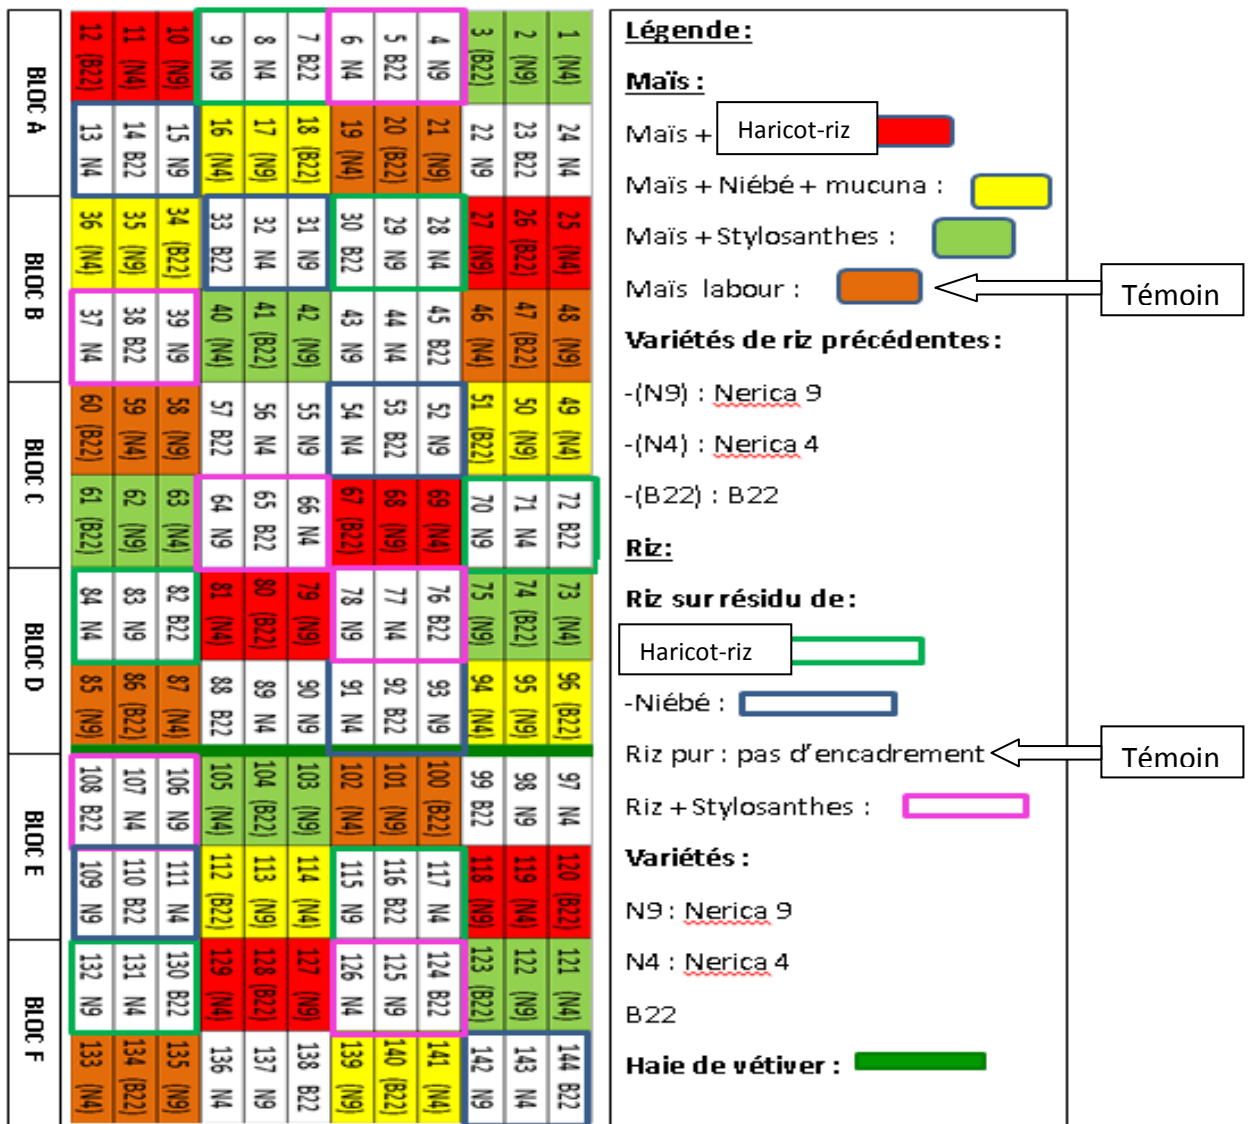 BLOC A
BLOC B
BLOC C
BLOC D
BLOC E
BLOC F
12 (B22)
11 (N4)
10 (N9)
9 N9
8 N4
7 B22
6 N4
5 B22
4 N9
3 (B22)
2 (N9)
1 (N4)
13 N4
14 B22
15 N9
16 (N4)
17 (N9)
18 (B22)
19 (N4)
20 (B22)
21 (N9)
22 N9
23 B22
24 N4
36 (N4)
35 (N9)
34 (B22)
33 B22
32 N4
31 N9
30 B22
29 N9
28 N4
27 (N9)
26 (B22)
25 (N4)
37 N4
38 B22
39 N9
40 (N4)
41 (B22)
42 (N9)
43 N9
44 N4
45 B22
46 (N4)
47 (B22)
48 (N9)
60 (B22)
59 (N4)
58 (N9)
57 B22
56 N4
55 N9
54 N4
53 B22
52 N9
51 (B22)
50 (N9)
49 (N4)
61 (B22)
62 (N9)
63 (N4)
64 N9
65 B22
66 N4
67 (B22)
68 (N9)
69 (N4)
70 N9
71 N4
72 B22
84 N4
83 N9
82 B22
81 (N4)
80 (B22)
79 (N9)
78 N9
77 N4
76 B22
75 (N9)
74 (B22)
73 (N4)
85 (N9)
86 (B22)
87 (N4)
88 B22
89 N4
90 N9
91 N4
92 B22
93 N9
94 (N4)
95 (N9)
96 (B22)
108 B22
107 N4
106 N9
105 (N4)
104 (B22)
103 (N9)
102 (N4)
101 (N9)
100 (B22)
99 B22
98 N9
97 N4
109 N9
110 B22
111 N4
112 (B22)
113 (N9)
114 (N4)
115 N9
116 B22
117 N4
118 (N9)
119 (N4)
120 (B22)
132 N9
131 N4
130 B22
129 (N4)
128 (B22)
127 (N9)
126 N4
125 N9
124 B22
123 (B22)
122 (N9)
121 (N4)
133 (N4)
134 (B22)
135 (N9)
136 N4
137 N9
138 B22
139 (N9)
140 (B22)
141 (N4)
142 N9
143 N4
144 B22
Légende :
Maïs :
Maïs + Haricot-riz
Maïs + Niébé + mucuna :
Maïs + Stylosanthes :
Maïs labour :
Témoin
Variétés de riz précédentes :
-(N9) : Nerica 9
-(N4) : Nerica 4
-(B22) : B22
Riz:
Riz sur résidu de :
Haricot-riz
-Niébé :
Riz pur : pas d'encadrement
Témoin
Riz + Stylosanthes :
Variétés :
N9 : Nerica 9
N4 : Nerica 4
B22
Haie de vétiver :